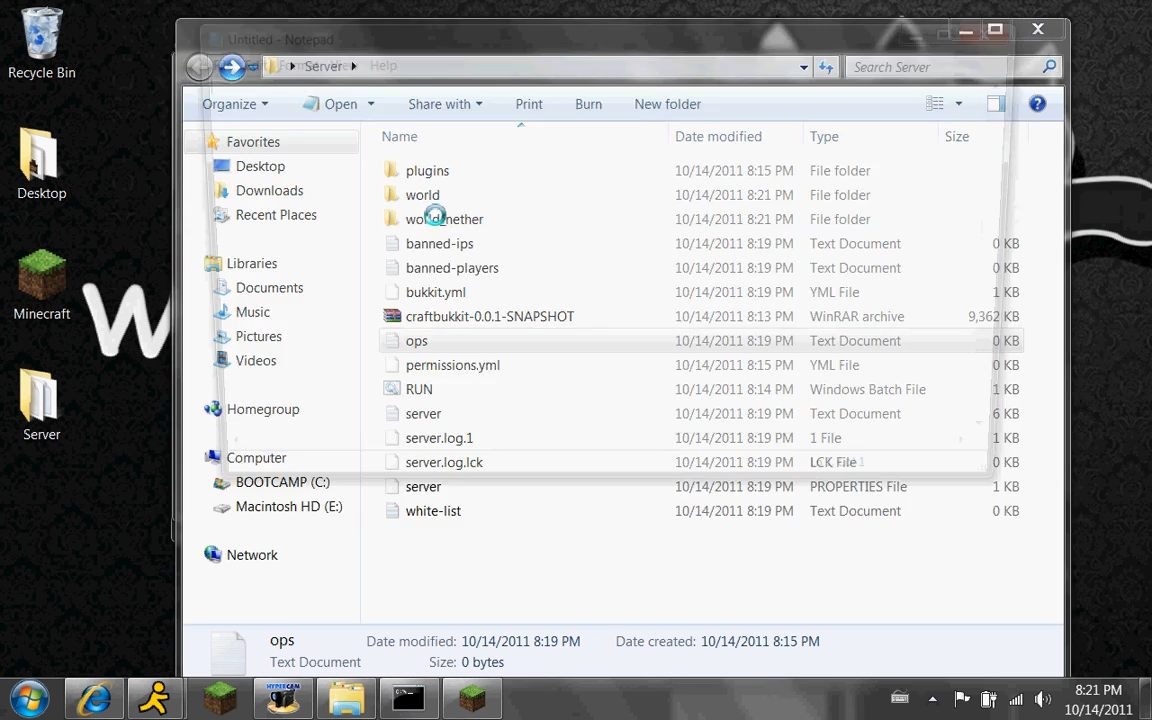 Recycle Bin
Desktop
Minecraft
Server
W
Untitled - Notepad
Help
Server
Search Server
Organize
Open
Share with
Print
Burn
New folder
Name
Date modified
Type
Size
Favorites
Desktop
Downloads
Recent Places
Libraries
Documents
Music
Pictures
Videos
Homegroup
Computer
BOOTCAMP (C:)
Macintosh HD (E:)
Network
plugins 10/14/2011 8:15 PM File folder
world 10/14/2011 8:21 PM File folder
world_nether 10/14/2011 8:21 PM File folder
banned-ips 10/14/2011 8:19 PM Text Document 0 KB
banned-players 10/14/2011 8:19 PM Text Document 0 KB
bukkit.yml 10/14/2011 8:19 PM YML File 1 KB
craftbukkit-0.0.1-SNAPSHOT 10/14/2011 8:13 PM WinRAR archive 9,362 KB
ops 10/14/2011 8:19 PM Text Document 0 KB
permissions.yml 10/14/2011 8:15 PM YML File 0 KB
RUN 10/14/2011 8:14 PM Windows Batch File 1 KB
server 10/14/2011 8:19 PM Text Document 6 KB
server.log.1 10/14/2011 8:19 PM 1 File 1 KB
server.log.lck 10/14/2011 8:19 PM LCK File 0 KB
server 10/14/2011 8:19 PM PROPERTIES File 1 KB
white-list 10/14/2011 8:19 PM Text Document 0 KB
ops Date modified: 10/14/2011 8:19 PM Date created: 10/14/2011 8:15 PM
Text Document Size: 0 bytes
HYPERCAM
8:21 PM
10/14/2011